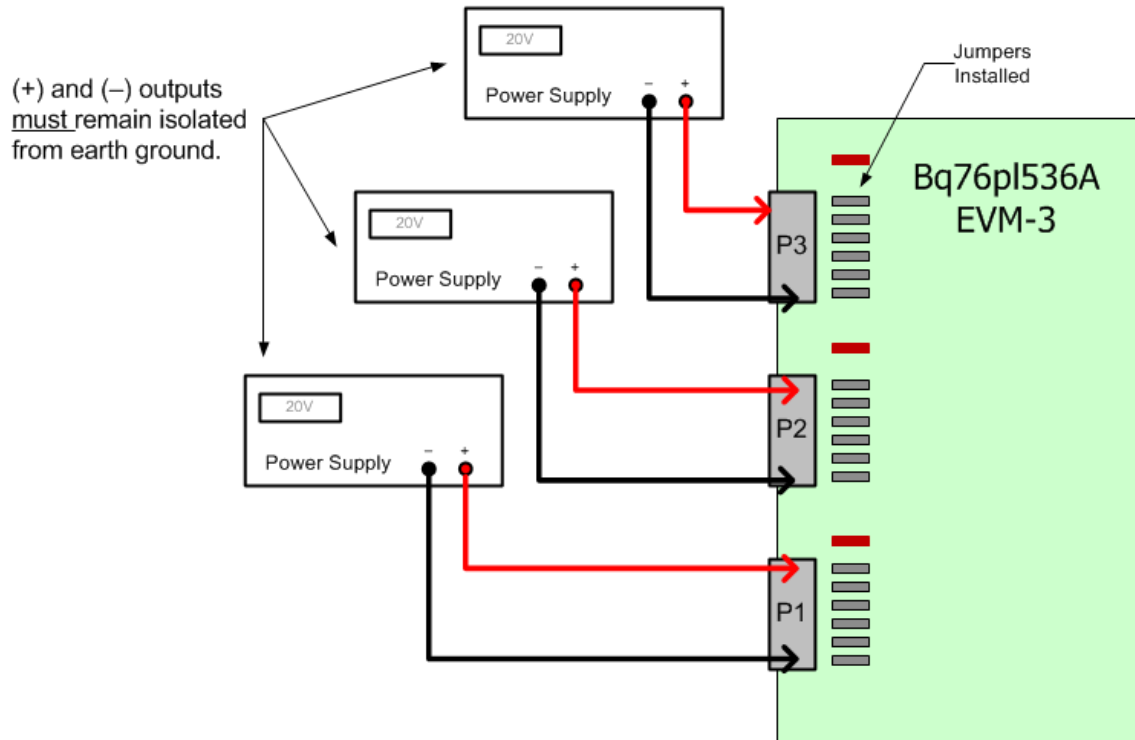 20V
Power Supply
– +
Jumpers
Installed
(+) and (–) outputs
must remain isolated
from earth ground.
Bq76pl536A
EVM-3
20V
Power Supply
– +
P3
20V
Power Supply
– +
P2
P1